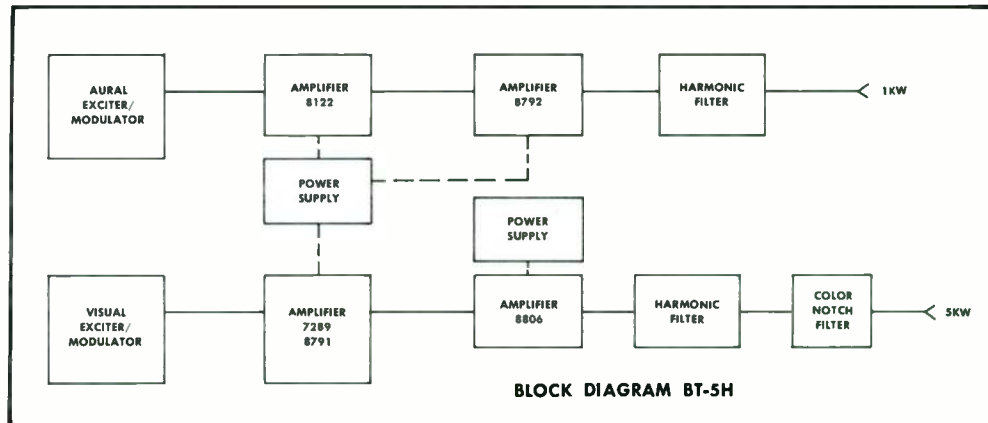 AURAL
EXCITER/
MODULATOR
AMPLIFIER
8122
AMPLIFIER
8792
HARMONIC
FILTER
1KW
POWER
SUPPLY
POWER
SUPPLY
VISUAL
EXCITER/
MODULATOR
AMPLIFIER
7289
8791
AMPLIFIER
8806
HARMONIC
FILTER
COLOR
NOTCH
FILTER
5KW
BLOCK DIAGRAM BT-5H